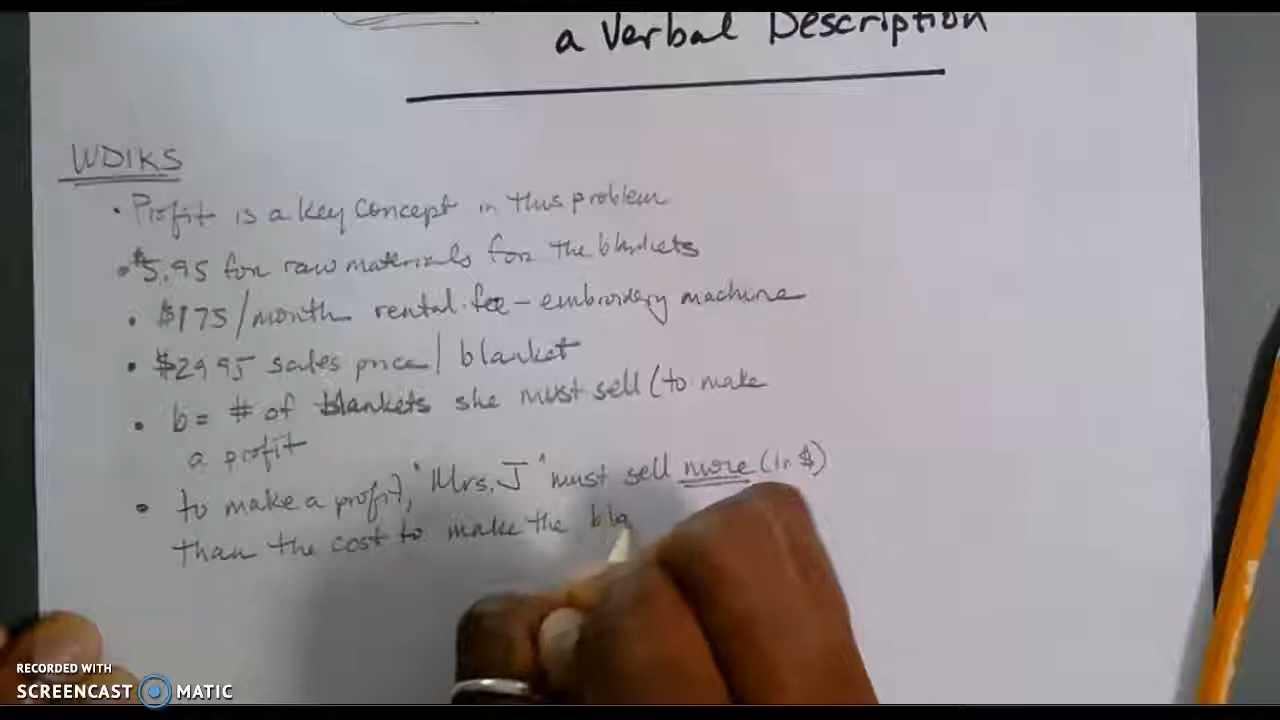 a Verbal Description
WDIKS
• Profit is a key concept in this problem
• $5.95 for raw materials for the blankets
• $175/month rental fee - embroidery machine
• $29.95 sales price/ blanket
• b = # of blankets she must sell (to make
a profit
• to make a profit, "Mrs. J" must sell more (in $)
than the cost to make the bla
RECORDED WITH
SCREENCAST MATIC